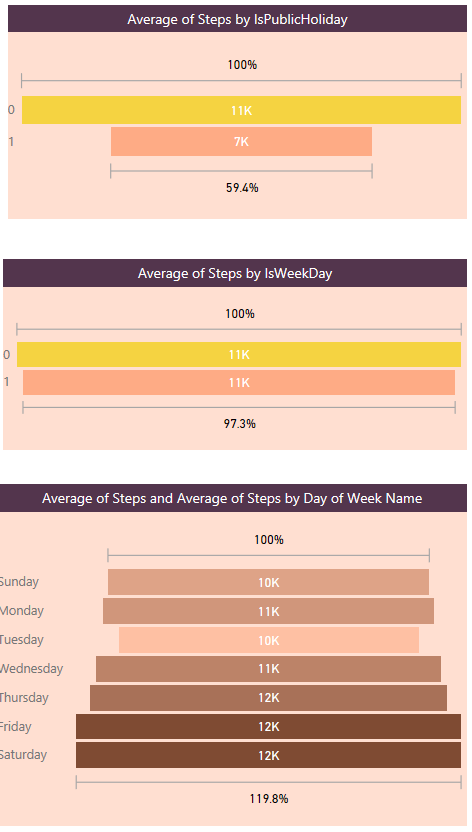 Average of Steps by IsPublicHoliday
100%
0 11K
1 7K
59.4%
Average of Steps by IsWeekDay
100%
0 11K
1 11K
97.3%
Average of Steps and Average of Steps by Day of Week Name
100%
Sunday 10K
Monday 11K
Tuesday 10K
Wednesday 11K
Thursday 12K
Friday 12K
Saturday 12K
119.8%